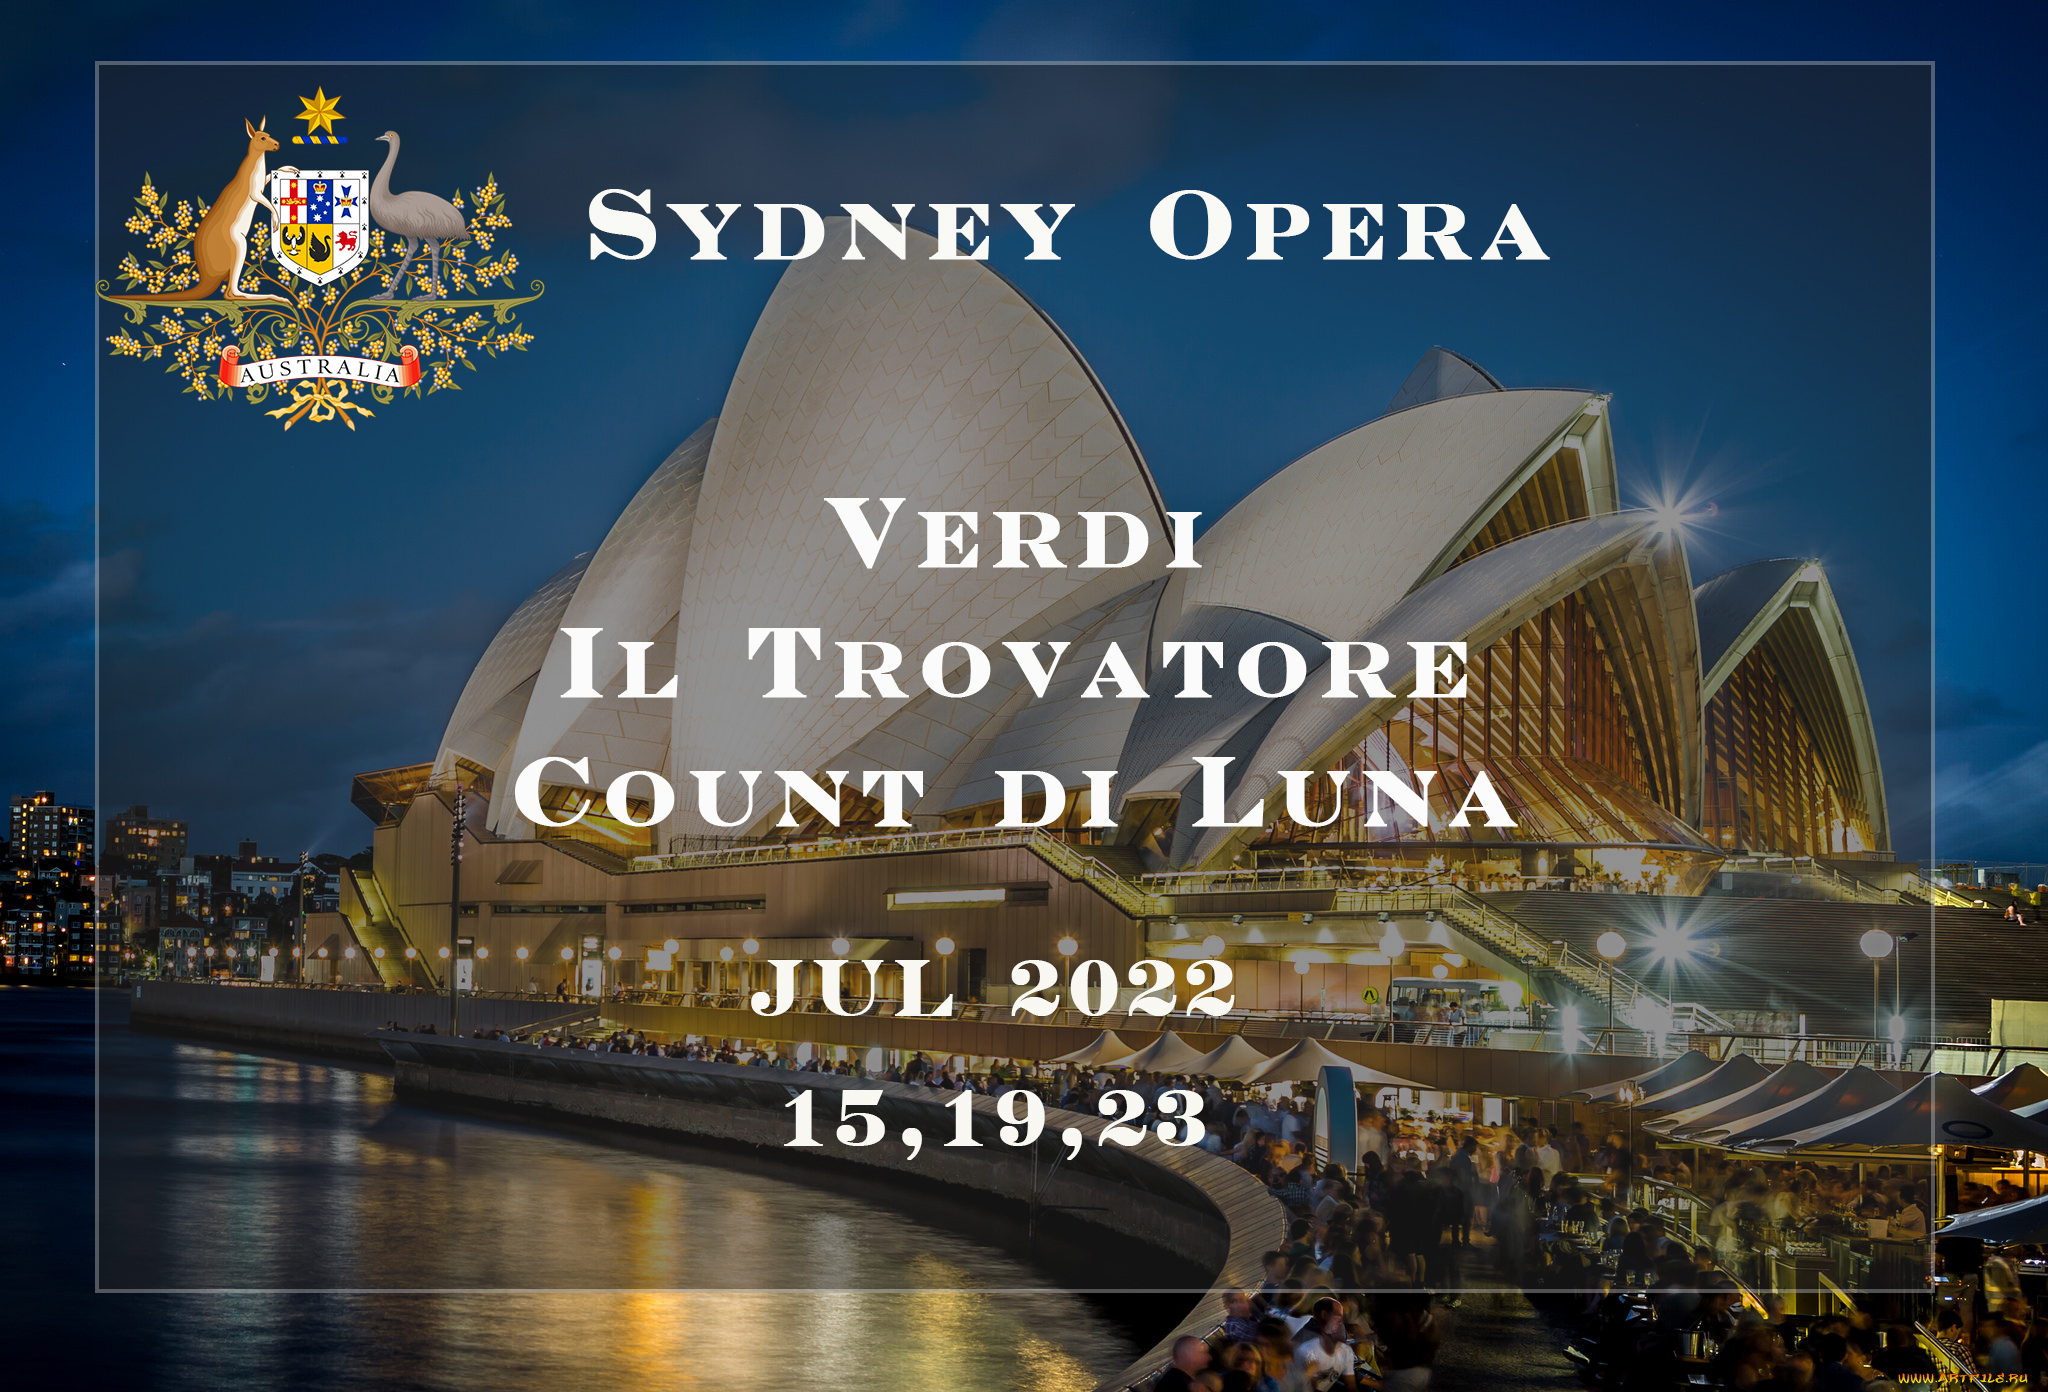 Sydney Opera
AUSTRALIA
Verdi
Il Trovatore
Count di Luna
JUL 2022
15,19,23
www.artfile.ru